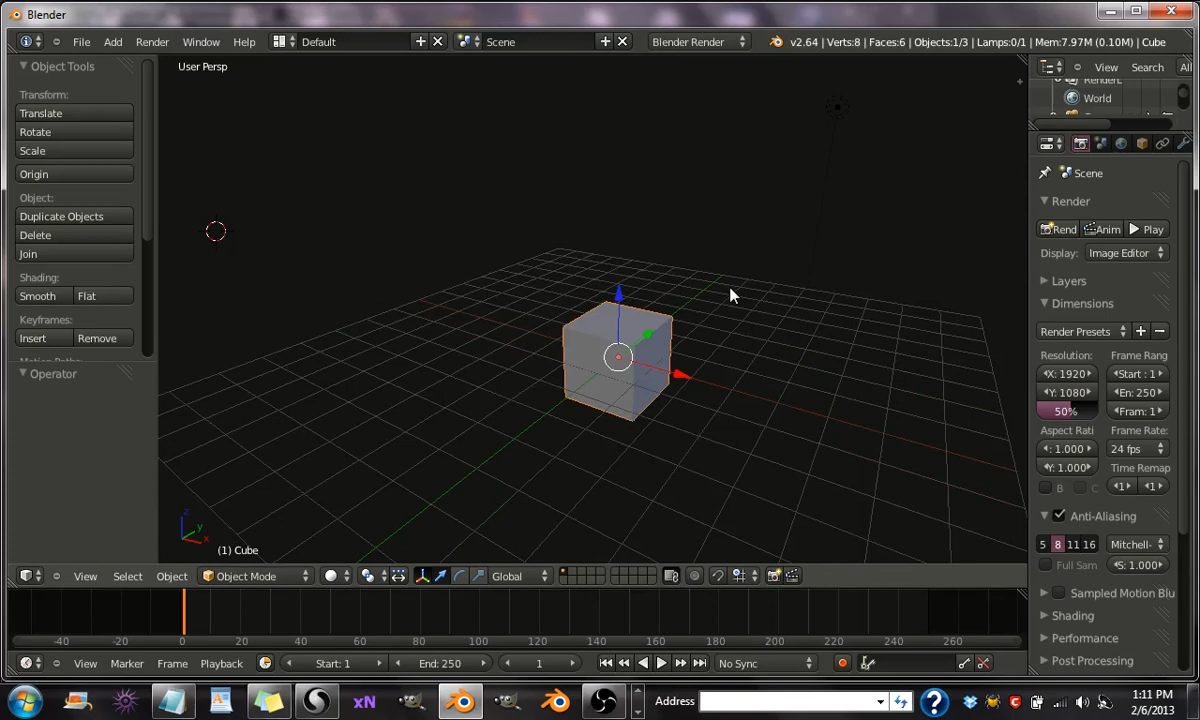 Blender
File Add Render Window Help Default Scene Blender Render v2.64 | Verts:8 | Faces:6 | Objects:1/3 | Lamps:0/1 | Mem:7.97M (0.10M) | Cube
Object Tools
Transform:
Translate
Rotate
Scale
Origin
Object:
Duplicate Objects
Delete
Join
Shading:
Smooth Flat
Keyframes:
Insert Remove
Operator
User Persp
z
y
x
(1) Cube
View Search All
World
Scene
Render
Rend Anim Play
Display: Image Editor
Layers
Dimensions
Render Presets
Resolution: Frame Rang
X: 1920 Start : 1
Y: 1080 En: 250
50% Fram: 1
Aspect Rati Frame Rate:
: 1.000 24 fps
Y: 1.000 Time Remap
B C 1 1
Anti-Aliasing
5 8 11 16 Mitchell-
Full Sam S: 1.000
Sampled Motion Blu
Shading
Performance
Post Processing
View Select Object Object Mode Global
-40 -20 0 20 40 60 80 100 120 140 160 180 200 220 240 260
View Marker Frame Playback Start: 1 End: 250 1 No Sync
xN Address 1:11 PM
2/6/2013